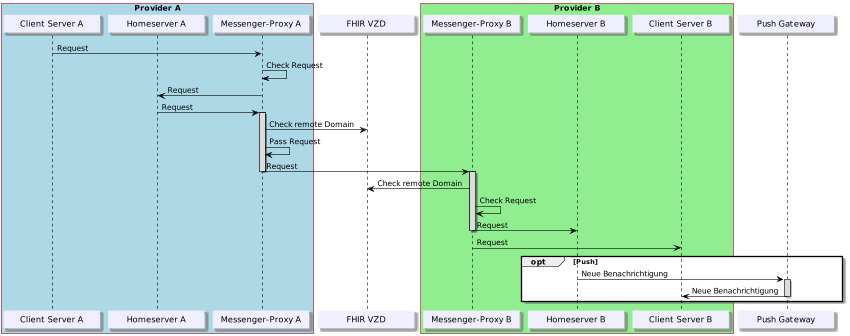 Provider A
Provider B
Client Server A
Homeserver A
Messenger-Proxy A
FHIR VZD
Messenger-Proxy B
Homeserver B
Client Server B
Push Gateway
Request
Check Request
Request
Request
Check remote Domain
Pass Request
Request
Check remote Domain
Check Request
Request
Request
opt
[Push]
Neue Benachrichtigung
Neue Benachrichtigung
Client Server A
Homeserver A
Messenger-Proxy A
FHIR VZD
Messenger-Proxy B
Homeserver B
Client Server B
Push Gateway